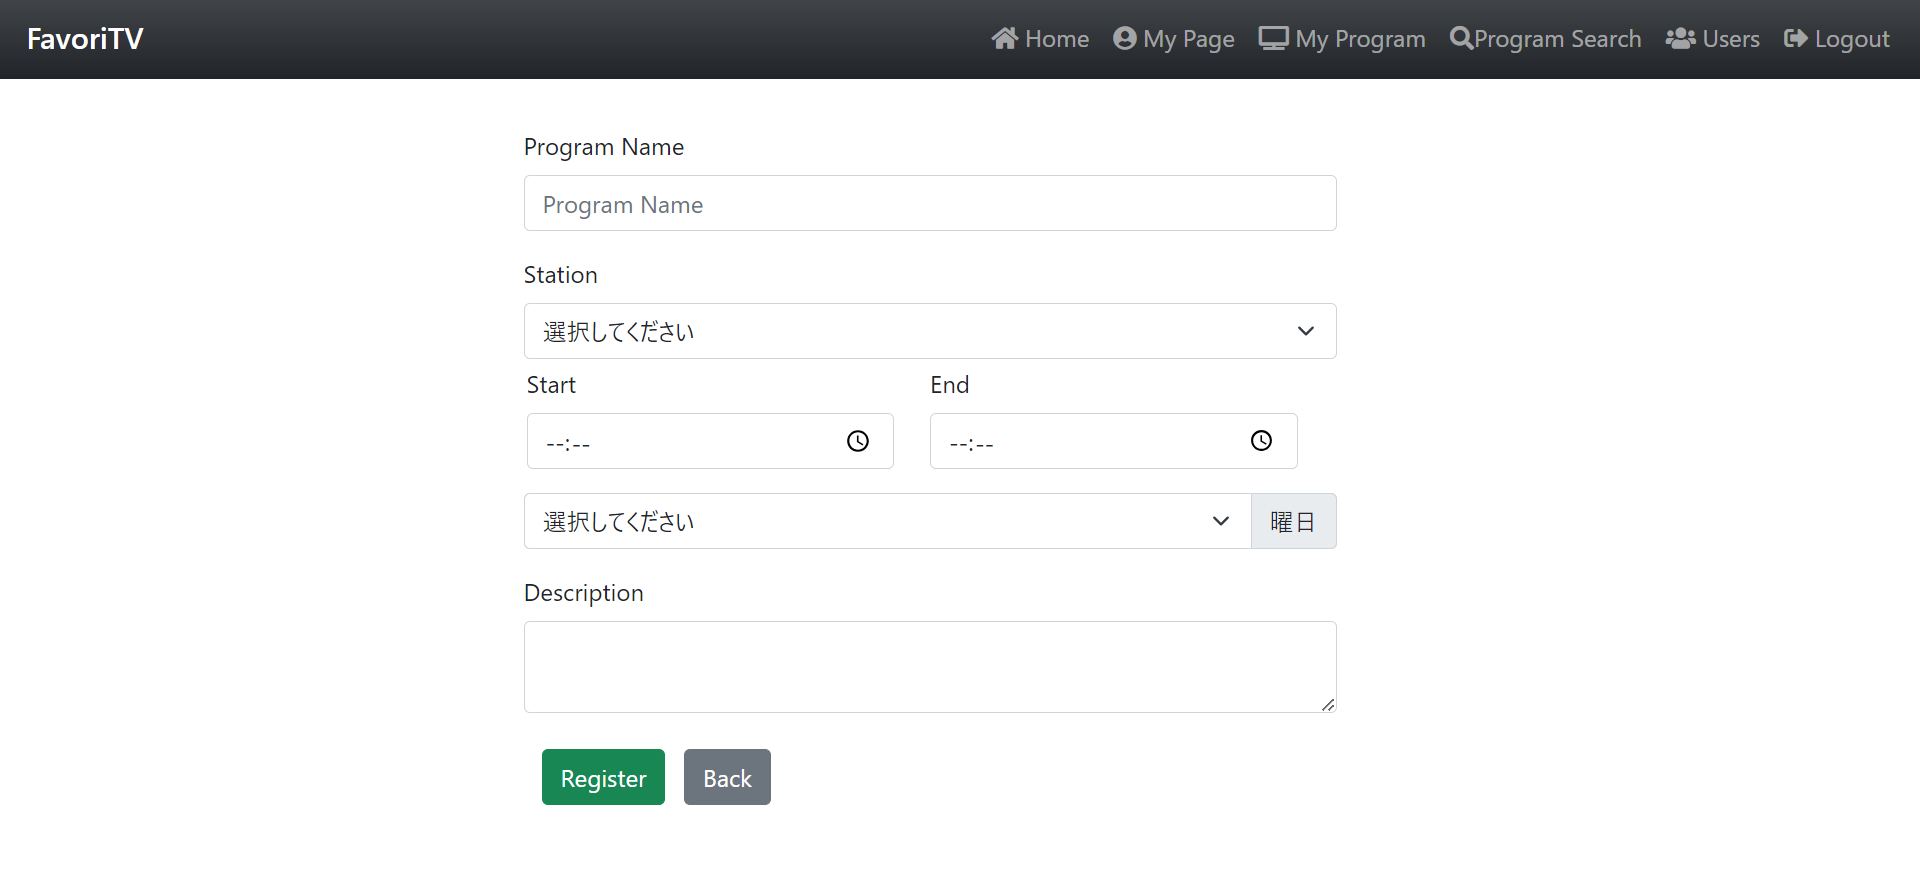 FavoriTV
Home My Page My Program Program Search Users Logout
Program Name
Program Name
Station
選択してください
Start End
--:-- --:--
選択してください 曜日
Description
Register Back